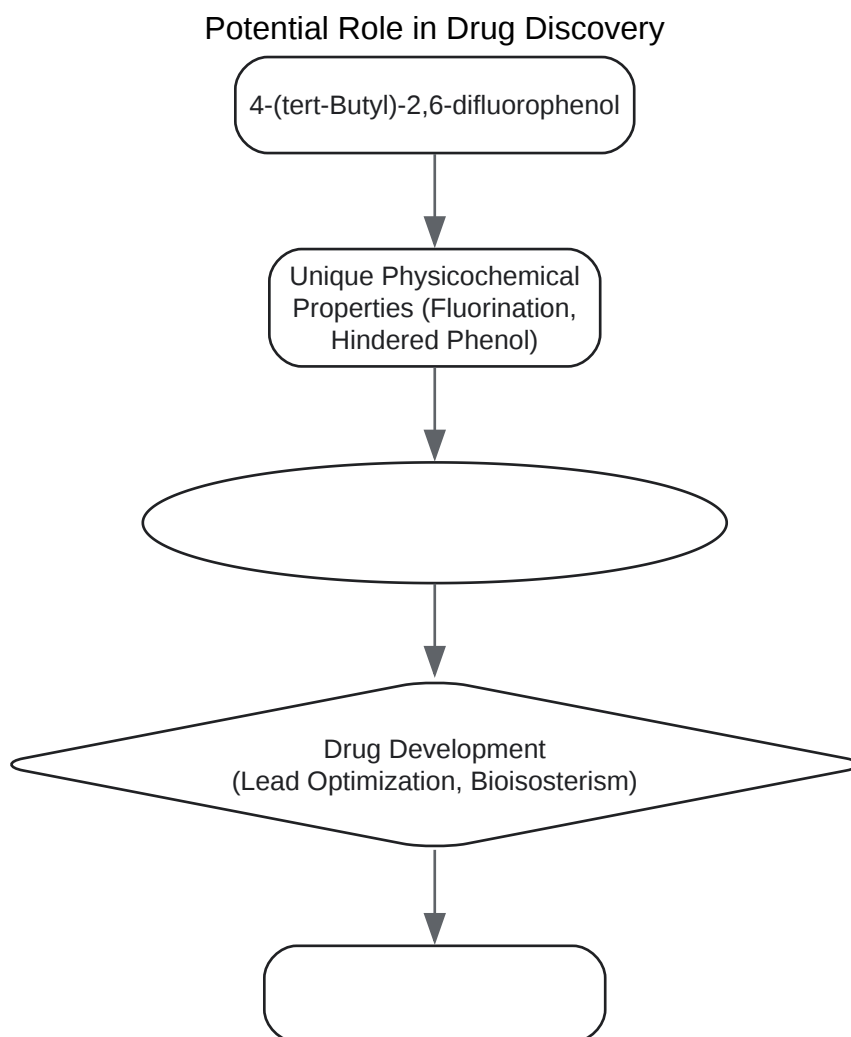 Potential Role in Drug Discovery
4-(tert-Butyl)-2,6-difluorophenol
Unique Physicochemical
Properties (Fluorination,
Hindered Phenol)
Drug Development
(Lead Optimization, Bioisosterism)